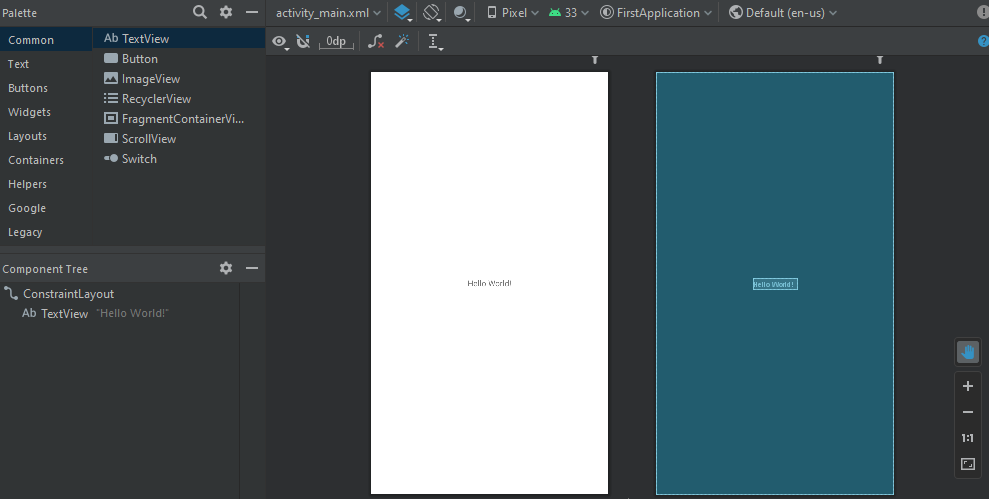 Palette
activity_main.xml
Pixel
33
FirstApplication
Default (en-us)
0dp
Common
Text
Buttons
Widgets
Layouts
Containers
Helpers
Google
Legacy
Ab TextView
Button
ImageView
RecyclerView
FragmentContainerVi...
ScrollView
Switch
Component Tree
ConstraintLayout
Ab TextView "Hello World!"
Hello World!
Hello World!
1:1